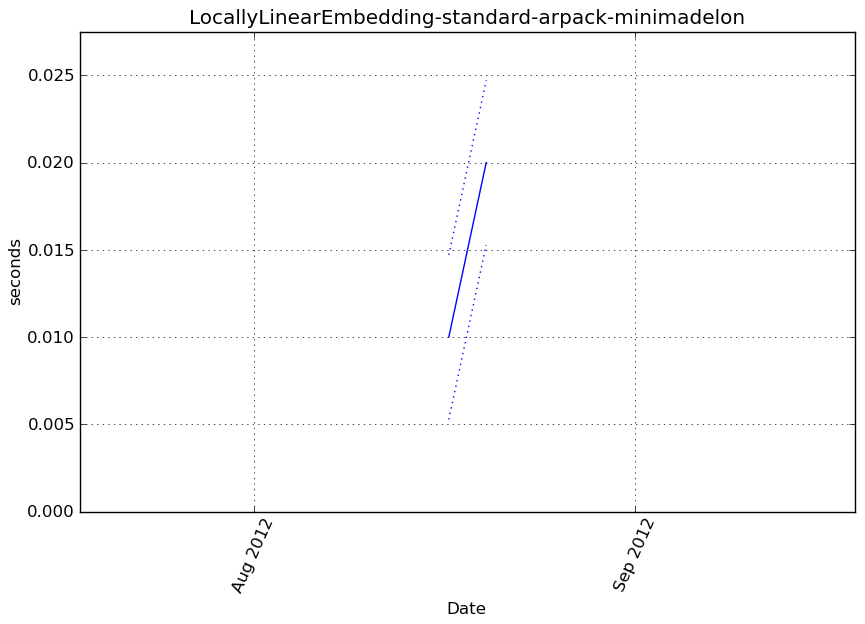 LocallyLinearEmbedding-standard-arpack-minimadelon
0.025
0.020
0.015
0.010
0.005
0.000
seconds
Aug 2012
Sep 2012
Date